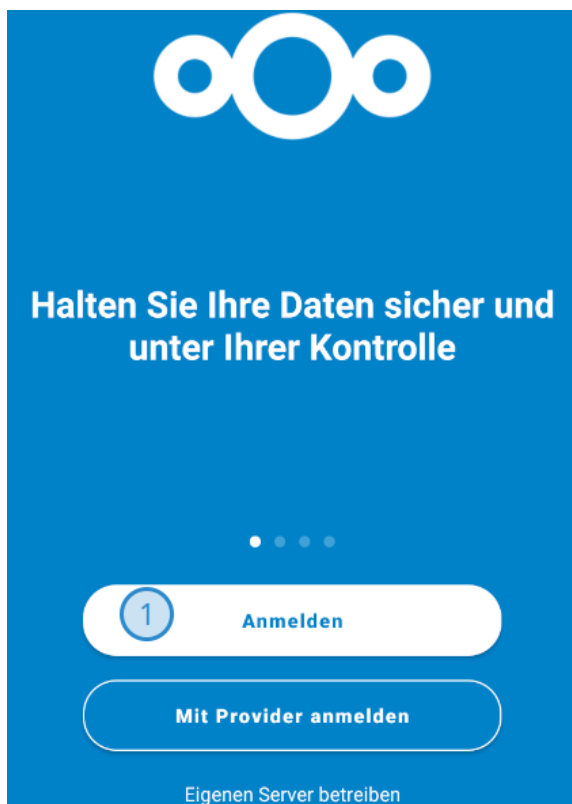 Halten Sie Ihre Daten sicher und
unter Ihrer Kontrolle
1
Anmelden
Mit Provider anmelden
Eigenen Server betreiben